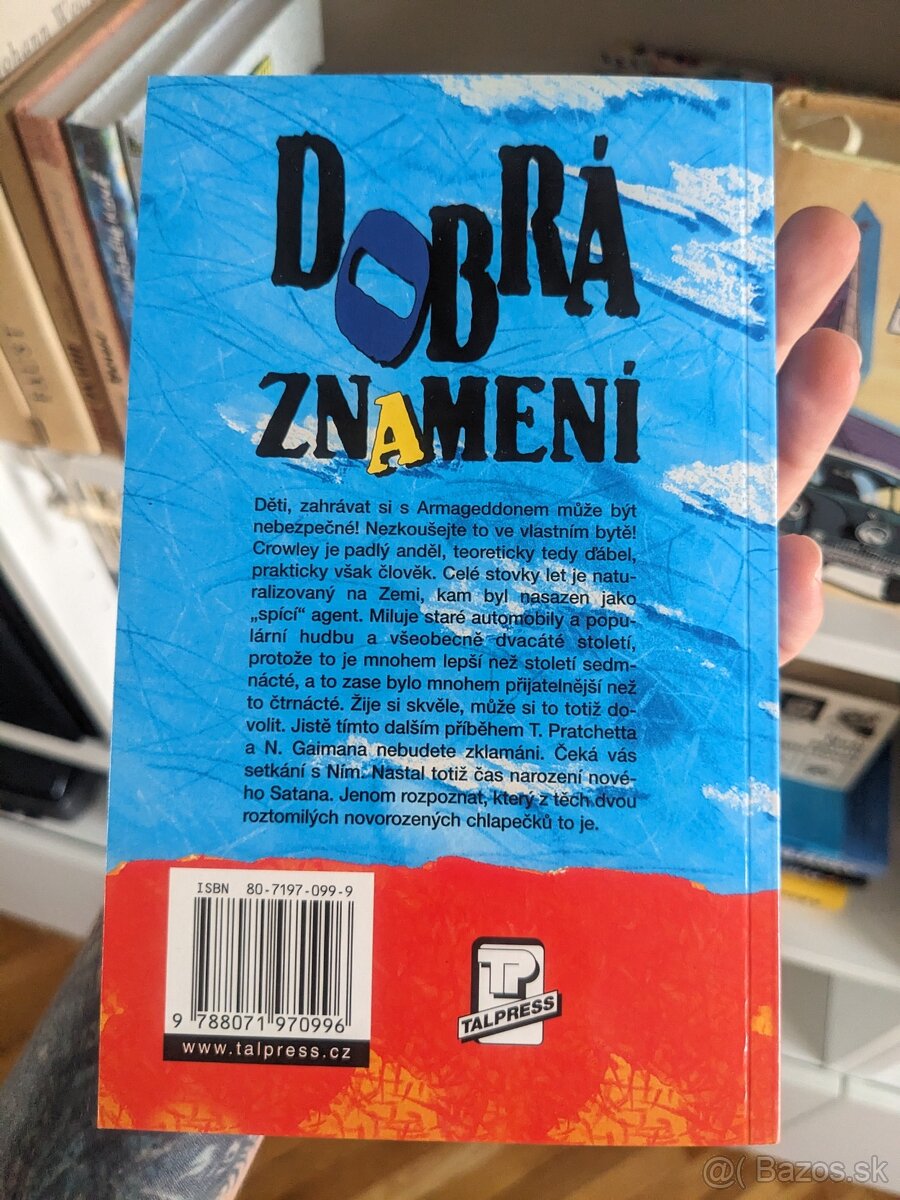 DOBRÁ
ZNAMENÍ
Děti, zahrávat si s Armageddonem může být
nebezpečné! Nezkoušejte to ve vlastním bytě!
Crowley je padlý anděl, teoreticky tedy ďábel,
prakticky však člověk. Celé stovky let je natu-
ralizovaný na Zemi, kam byl nasazen jako
„spící“ agent. Miluje staré automobily a popu-
lární hudbu a všeobecně dvacáté století,
protože to je mnohem lepší než století sedm-
nácté, a to zase bylo mnohem přijatelnější než
to čtrnácté. Žije si skvěle, může si to totiž do-
volit. Jistě tímto dalším příběhem T. Pratchetta
a N. Gaimana nebudete zklamáni. Čeká vás
setkání s Ním. Nastal totiž čas narození nové-
ho Satana. Jenom rozpoznat, který z těch dvou
roztomilých novorozených chlapečků to je.
ISBN 80-7197-099-9
9 788071 970996
www.talpress.cz
TP
TALPRESS
@( Bazos.sk